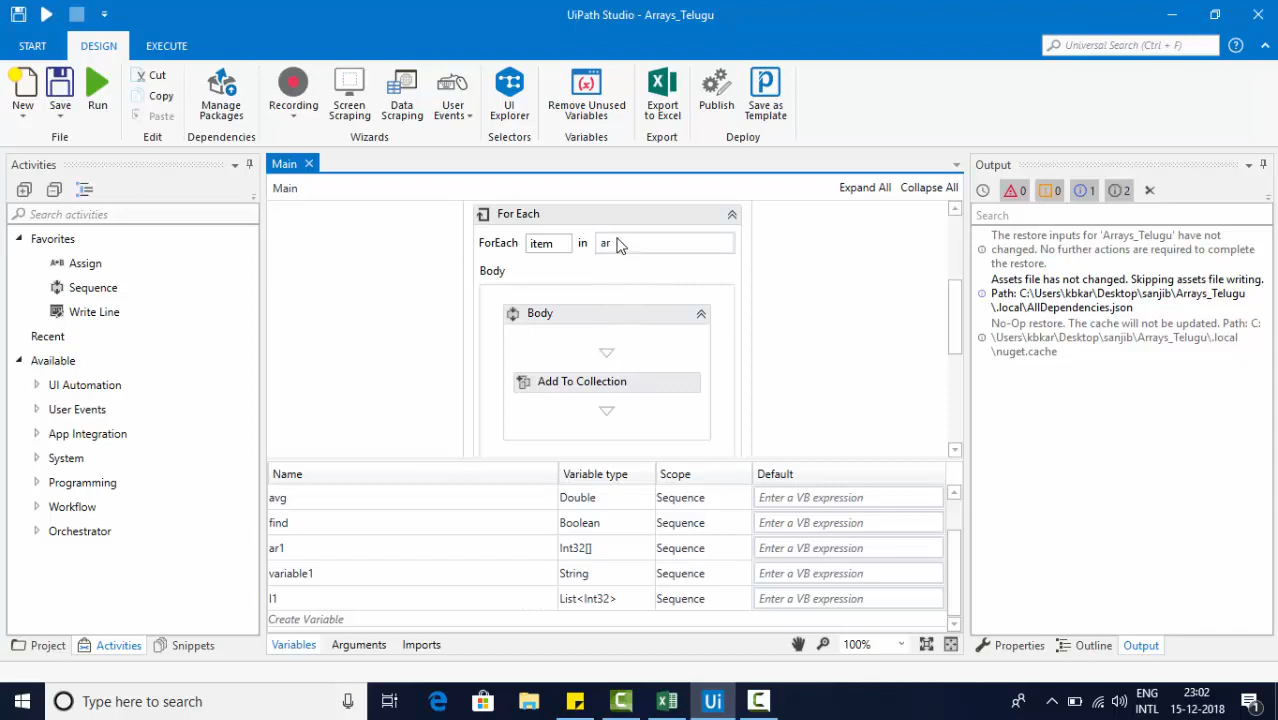 UiPath Studio - Arrays_Telugu
START DESIGN EXECUTE
Universal Search (Ctrl + F)
New Save Run
File
Cut
Copy
Paste
Edit
Manage Packages
Dependencies
Recording
Screen Scraping
Data Scraping
User Events
Wizards
UI Explorer
Selectors
Remove Unused Variables
Variables
Export to Excel
Export
Publish
Save as Template
Deploy
Activities
Search activities
Favorites
Assign
Sequence
Write Line
Recent
Available
UI Automation
User Events
App Integration
System
Programming
Workflow
Orchestrator
Project Activities Snippets
Main
Main Expand All Collapse All
For Each
ForEach item in ar
Body
Body
Add To Collection
Name Variable type Scope Default
avg Double Sequence Enter a VB expression
find Boolean Sequence Enter a VB expression
ar1 Int32[] Sequence Enter a VB expression
variable1 String Sequence Enter a VB expression
l1 List<Int32> Sequence Enter a VB expression
Create Variable
Variables Arguments Imports 100%
Output
0 0 1 2
Search
The restore inputs for 'Arrays_Telugu' have not
changed. No further actions are required to complete
the restore.
Assets file has not changed. Skipping assets file writing.
Path: C:\Users\kbkar\Desktop\sanjib\Arrays_Telugu
\.local\AllDependencies.json
No-Op restore. The cache will not be updated. Path: C:
\Users\kbkar\Desktop\sanjib\Arrays_Telugu\.local
\nuget.cache
Properties Outline Output
Type here to search
Ui
ENG
INTL
23:02
15-12-2018
1